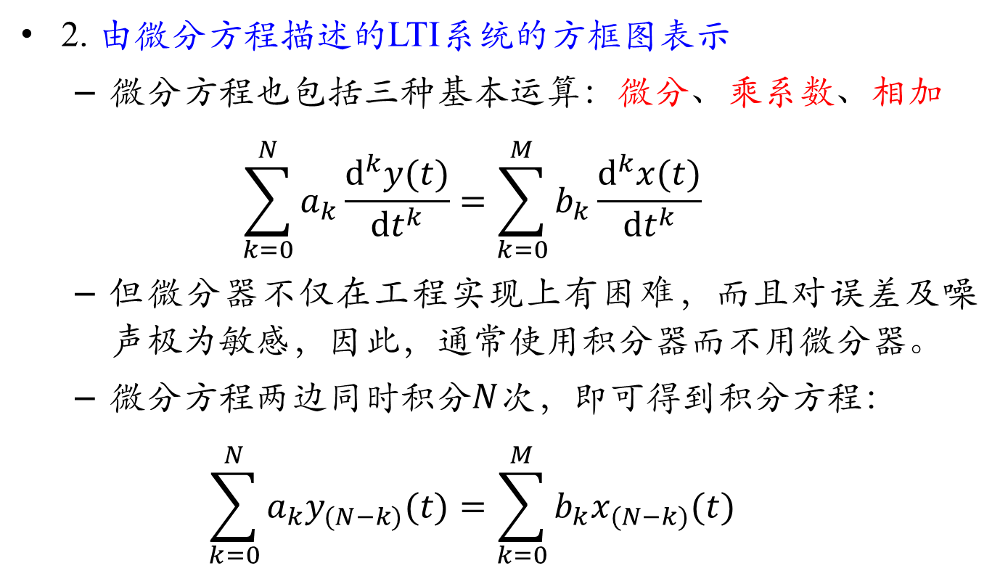 • 2. 由微分方程描述的LTI系统的方框图表示
– 微分方程也包括三种基本运算：微分、乘系数、相加
$\sum_{k=0}^{N} a_k \frac{\mathrm{d}^k y(t)}{\mathrm{d}t^k} = \sum_{k=0}^{M} b_k \frac{\mathrm{d}^k x(t)}{\mathrm{d}t^k}$
– 但微分器不仅在工程实现上有困难，而且对误差及噪
声极为敏感，因此，通常使用积分器而不用微分器。
– 微分方程两边同时积分N次，即可得到积分方程：
$\sum_{k=0}^{N} a_k y_{(N-k)}(t) = \sum_{k=0}^{M} b_k x_{(N-k)}(t)$